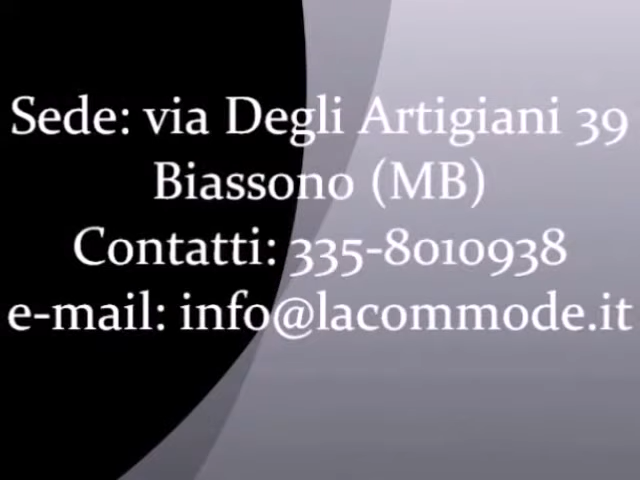 Sede: via Degli Artigiani 39
Biassono (MB)
Contatti: 335-8010938
e-mail: info@lacommode.it